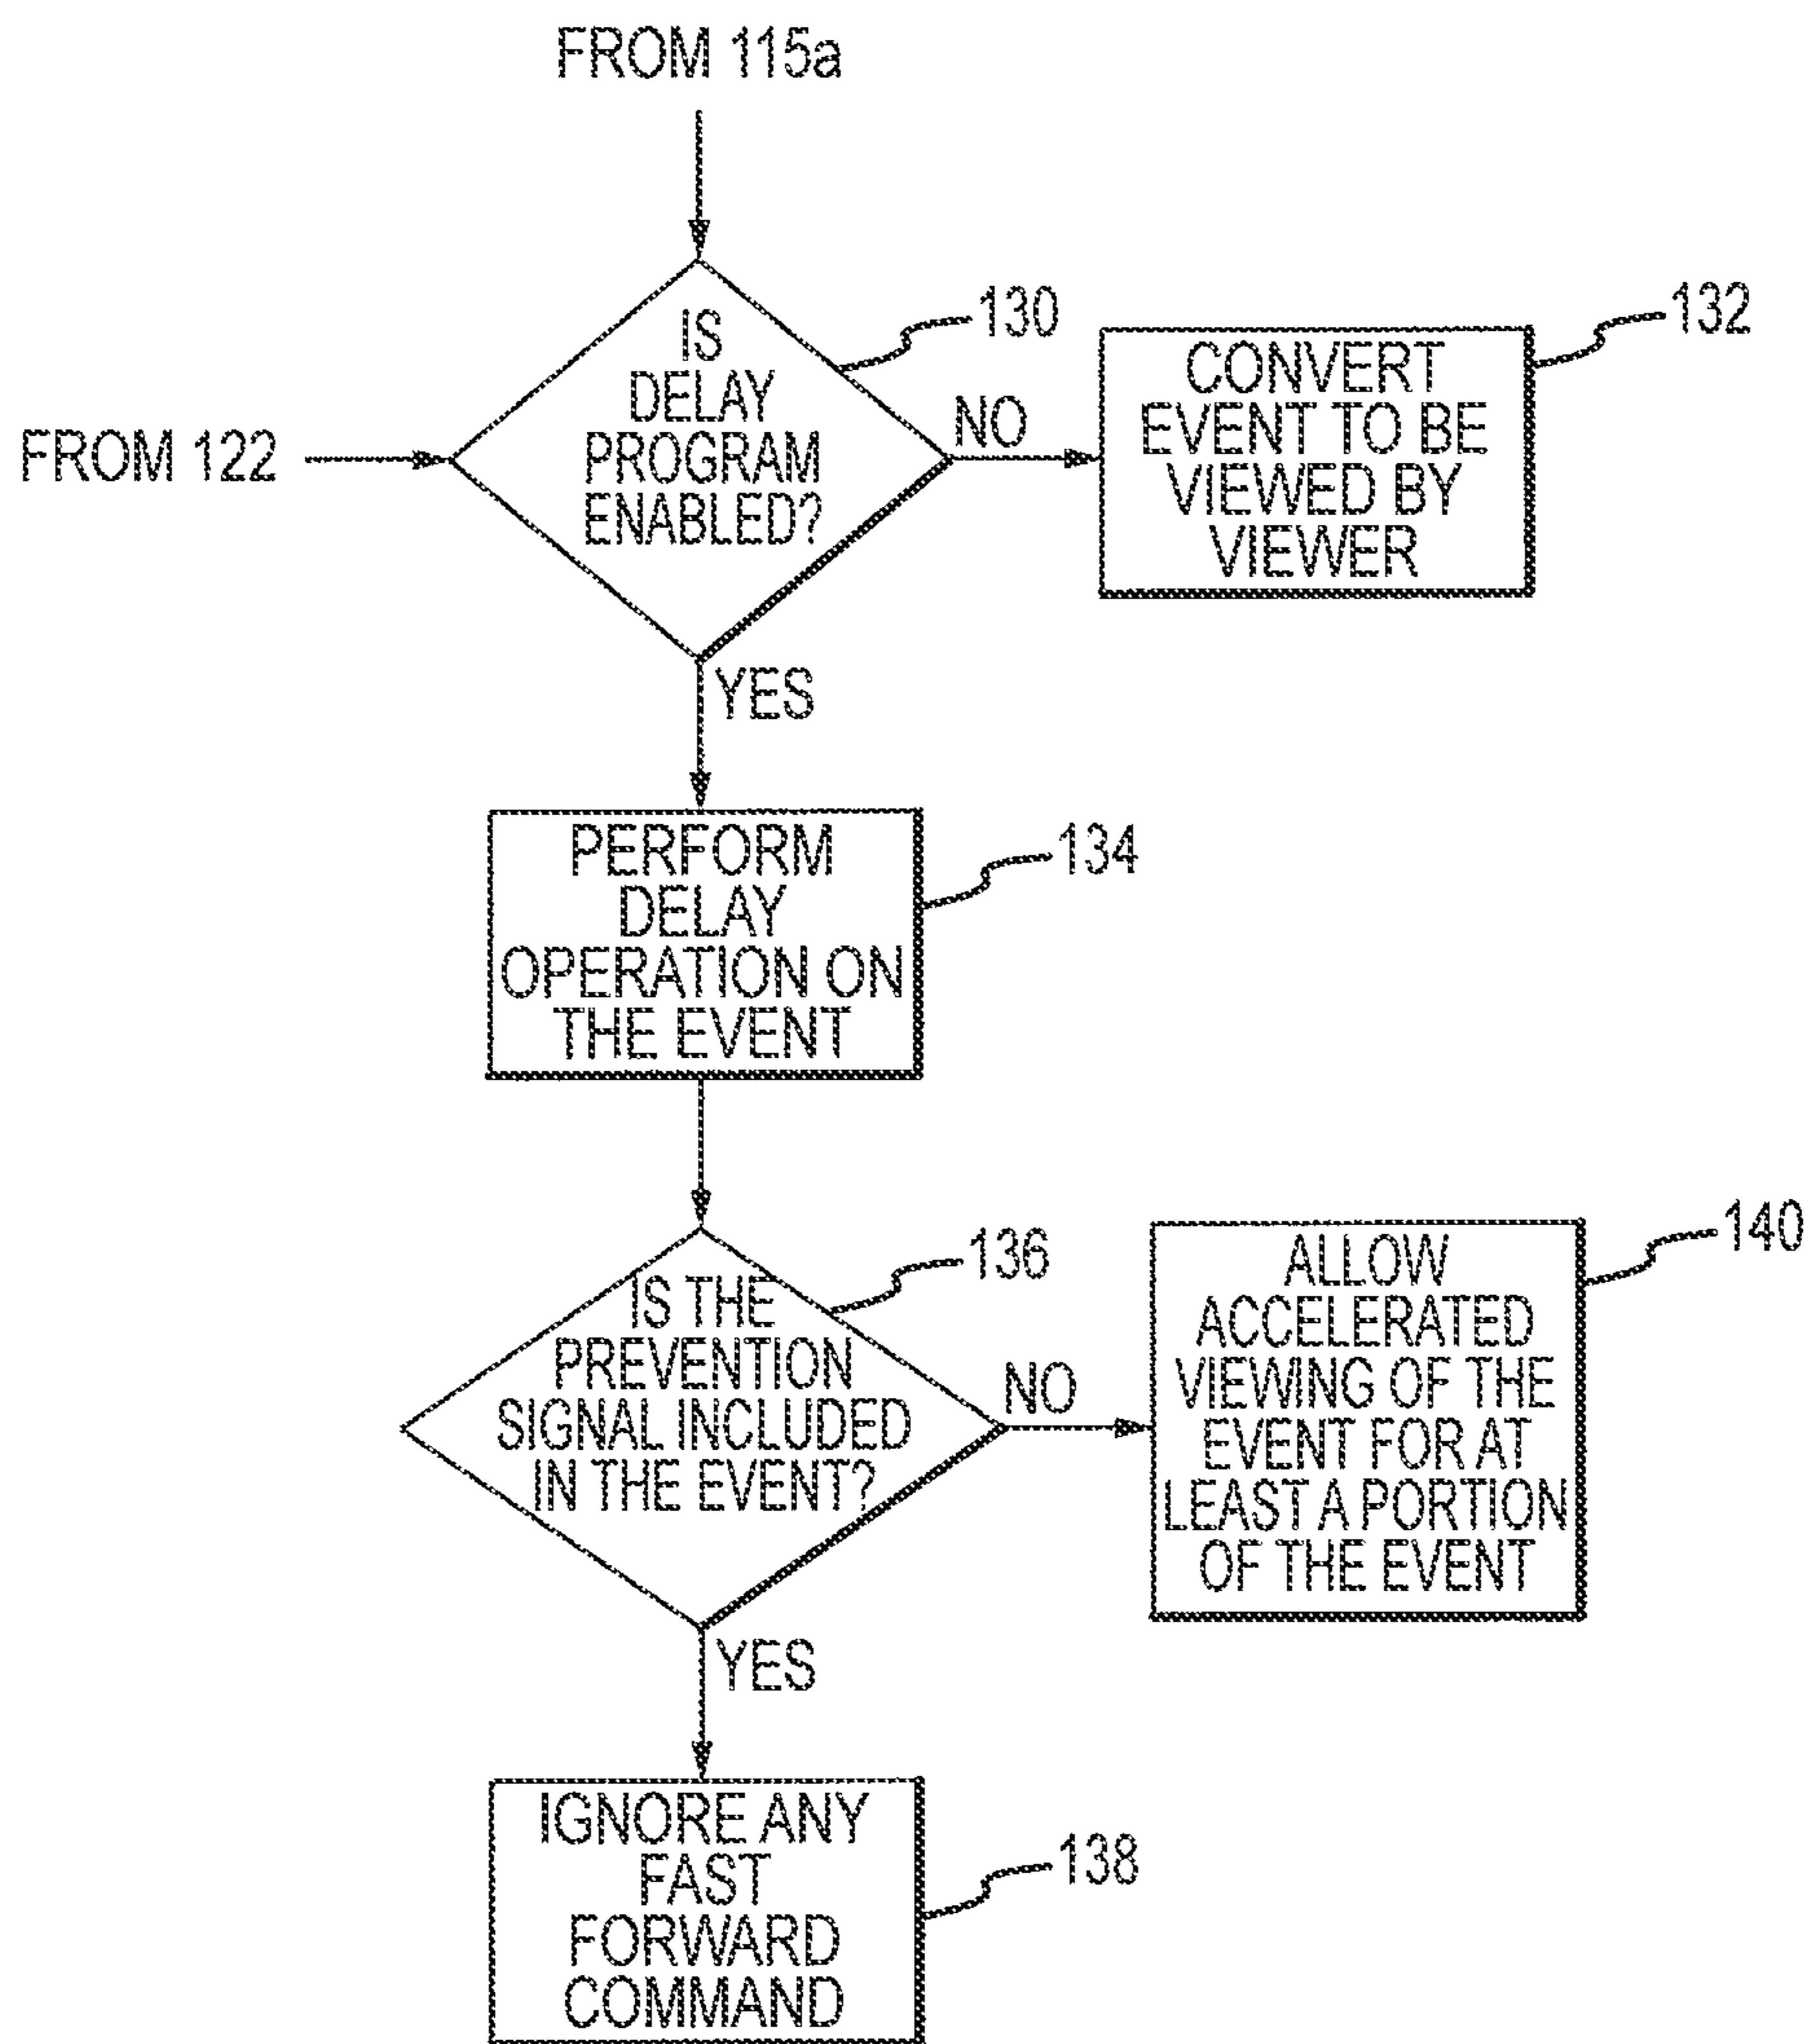 FROM 115a
IS
DELAY
PROGRAM
ENABLED?
130
FROM 122
NO
CONVERT
EVENT TO BE
VIEWED BY
VIEWER
132
YES
PERFORM
DELAY
OPERATION ON
THE EVENT
134
IS THE
PREVENTION
SIGNAL INCLUDED
IN THE EVENT?
136
NO
ALLOW
ACCELERATED
VIEWING OF THE
EVENT FOR AT
LEAST A PORTION
OF THE EVENT
140
YES
IGNORE ANY
FAST
FORWARD
COMMAND
138